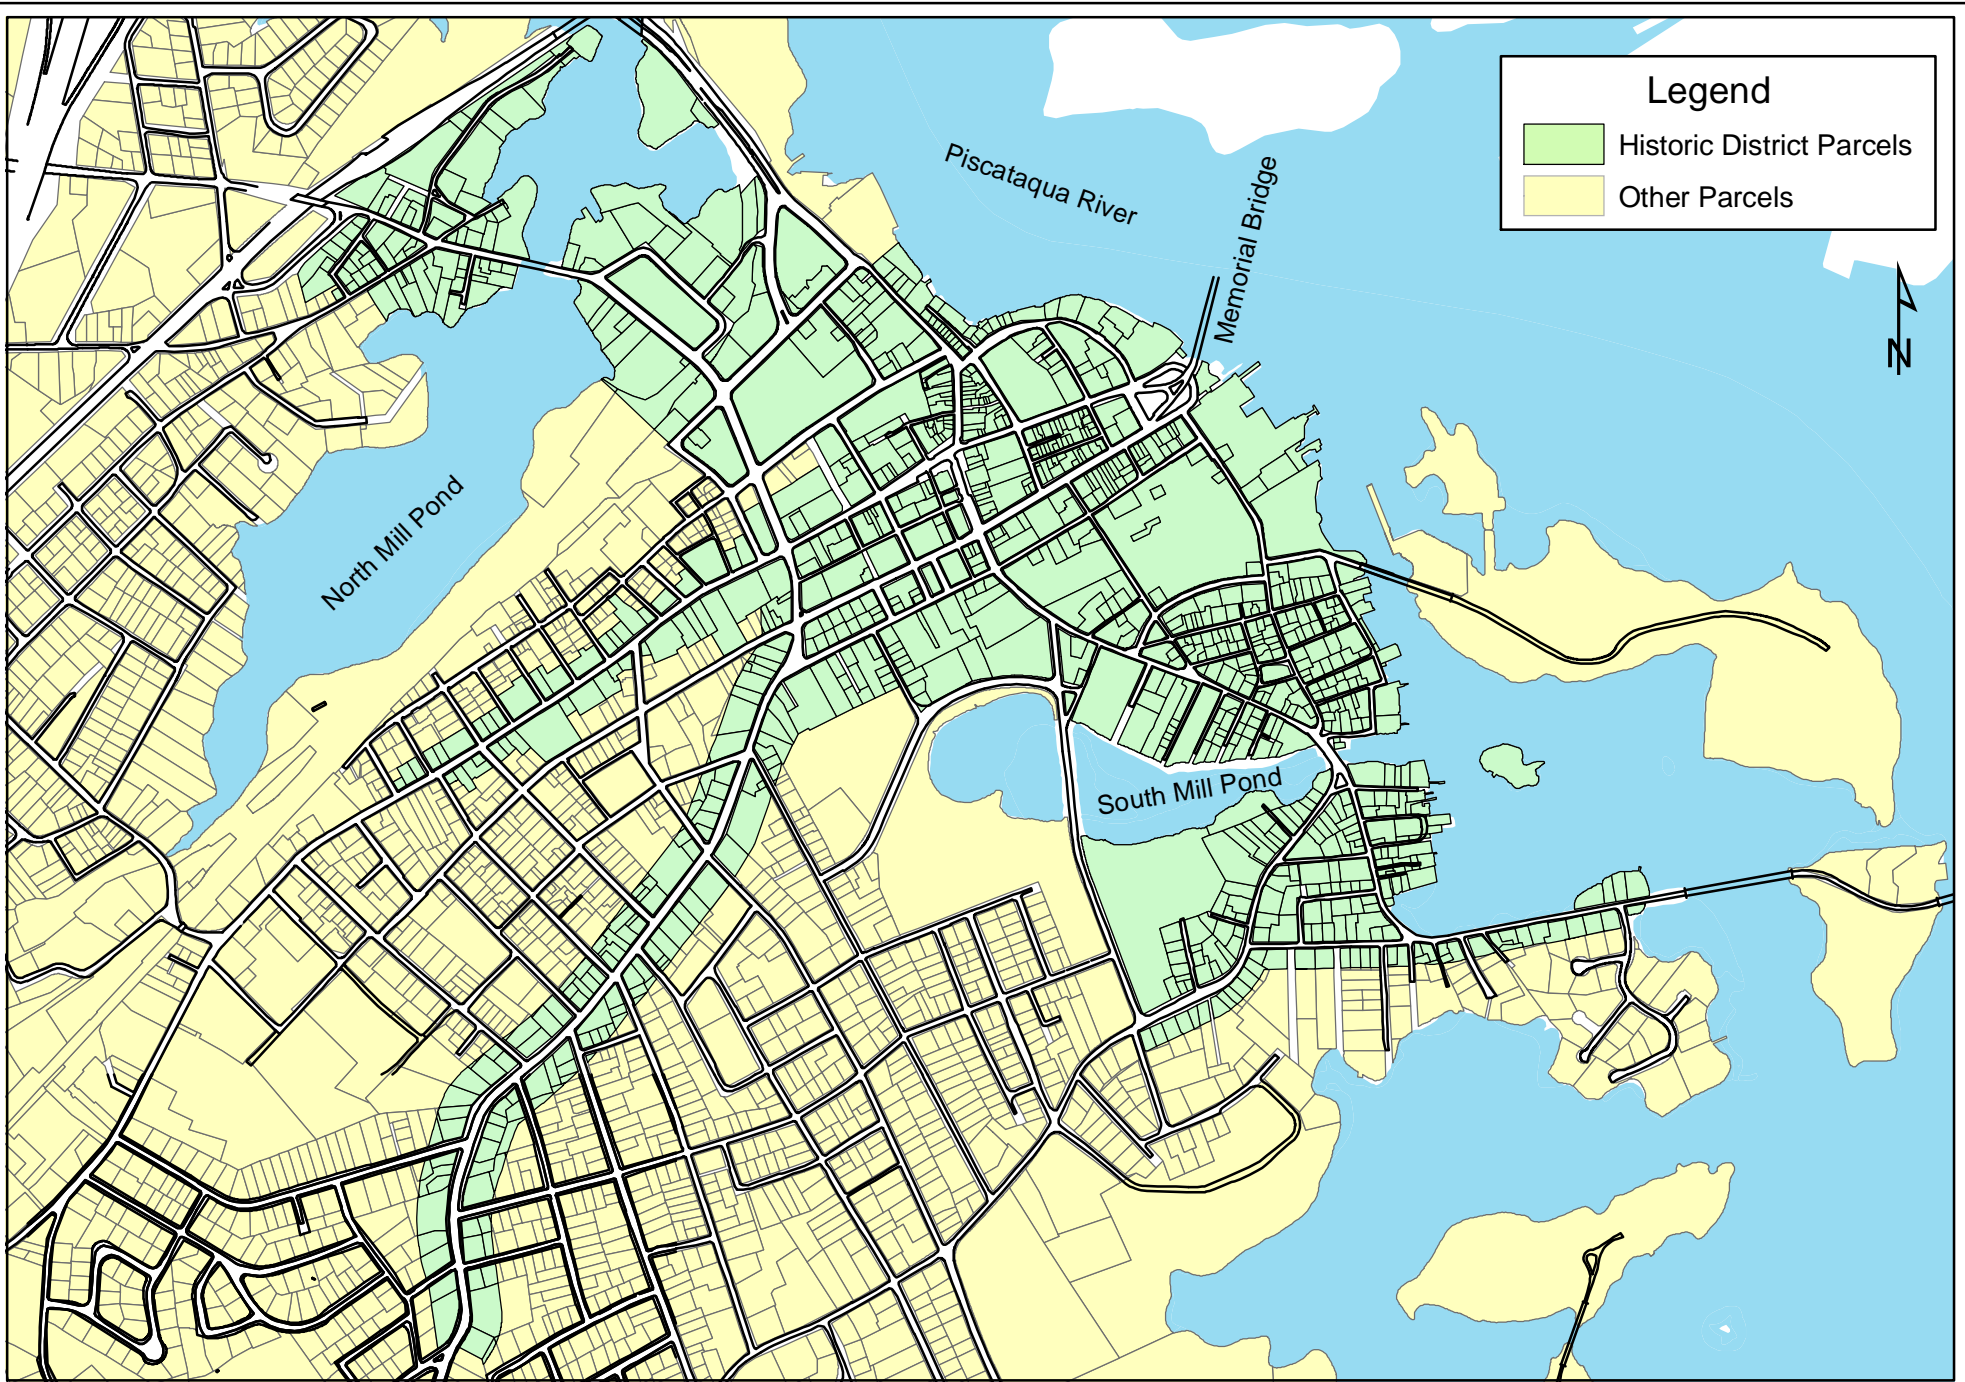 Legend
Historic District Parcels
Other Parcels
Piscataqua River
Memorial Bridge
N
North Mill Pond
South Mill Pond